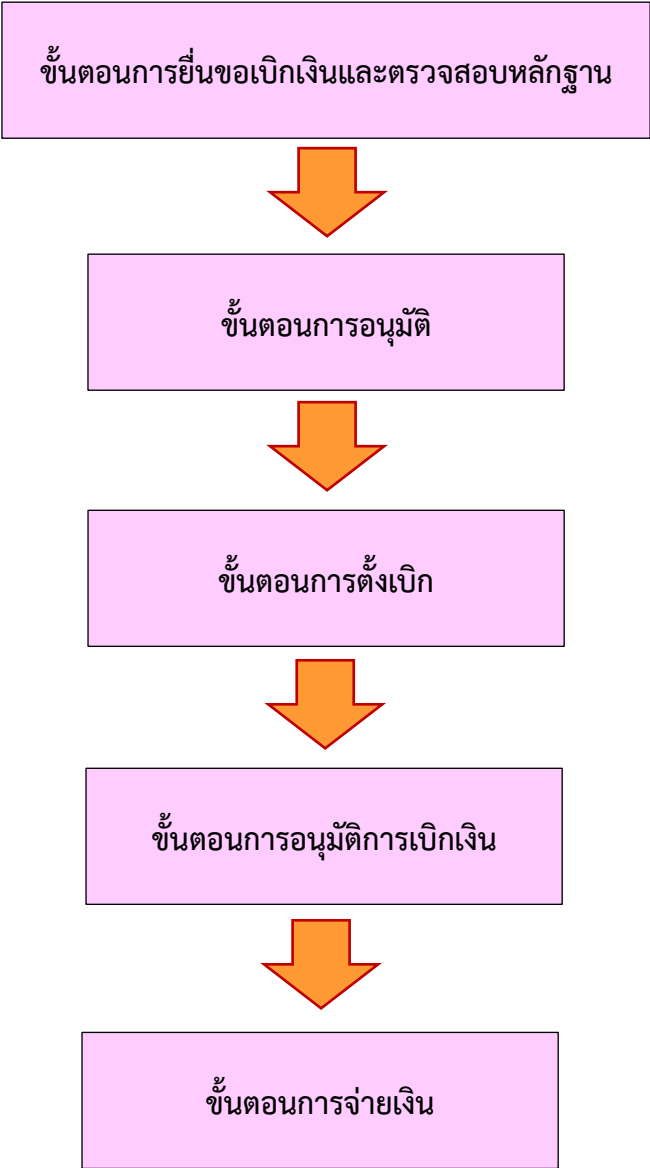 ขั้นตอนการยื่นขอเบิกเงินและตรวจสอบหลักฐาน
ขั้นตอนการอนุมัติ
ขั้นตอนการตั้งเบิก
ขั้นตอนการอนุมัติการเบิกเงิน
ขั้นตอนการจ่ายเงิน